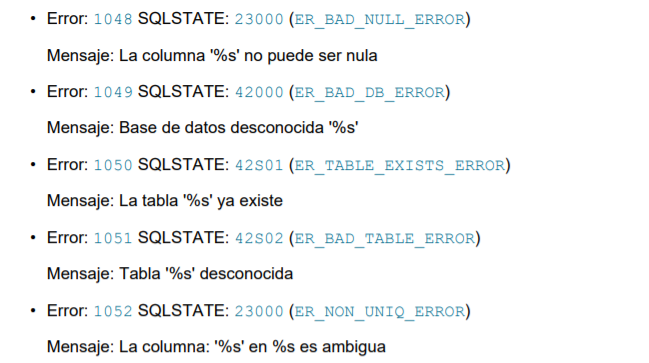 • Error: 1048 SQLSTATE: 23000 (ER_BAD_NULL_ERROR)
Mensaje: La columna '%s' no puede ser nula
• Error: 1049 SQLSTATE: 42000 (ER_BAD_DB_ERROR)
Mensaje: Base de datos desconocida '%s'
• Error: 1050 SQLSTATE: 42S01 (ER_TABLE_EXISTS_ERROR)
Mensaje: La tabla '%s' ya existe
• Error: 1051 SQLSTATE: 42S02 (ER_BAD_TABLE_ERROR)
Mensaje: Tabla '%s' desconocida
• Error: 1052 SQLSTATE: 23000 (ER_NON_UNIQ_ERROR)
Mensaje: La columna: '%s' en %s es ambigua